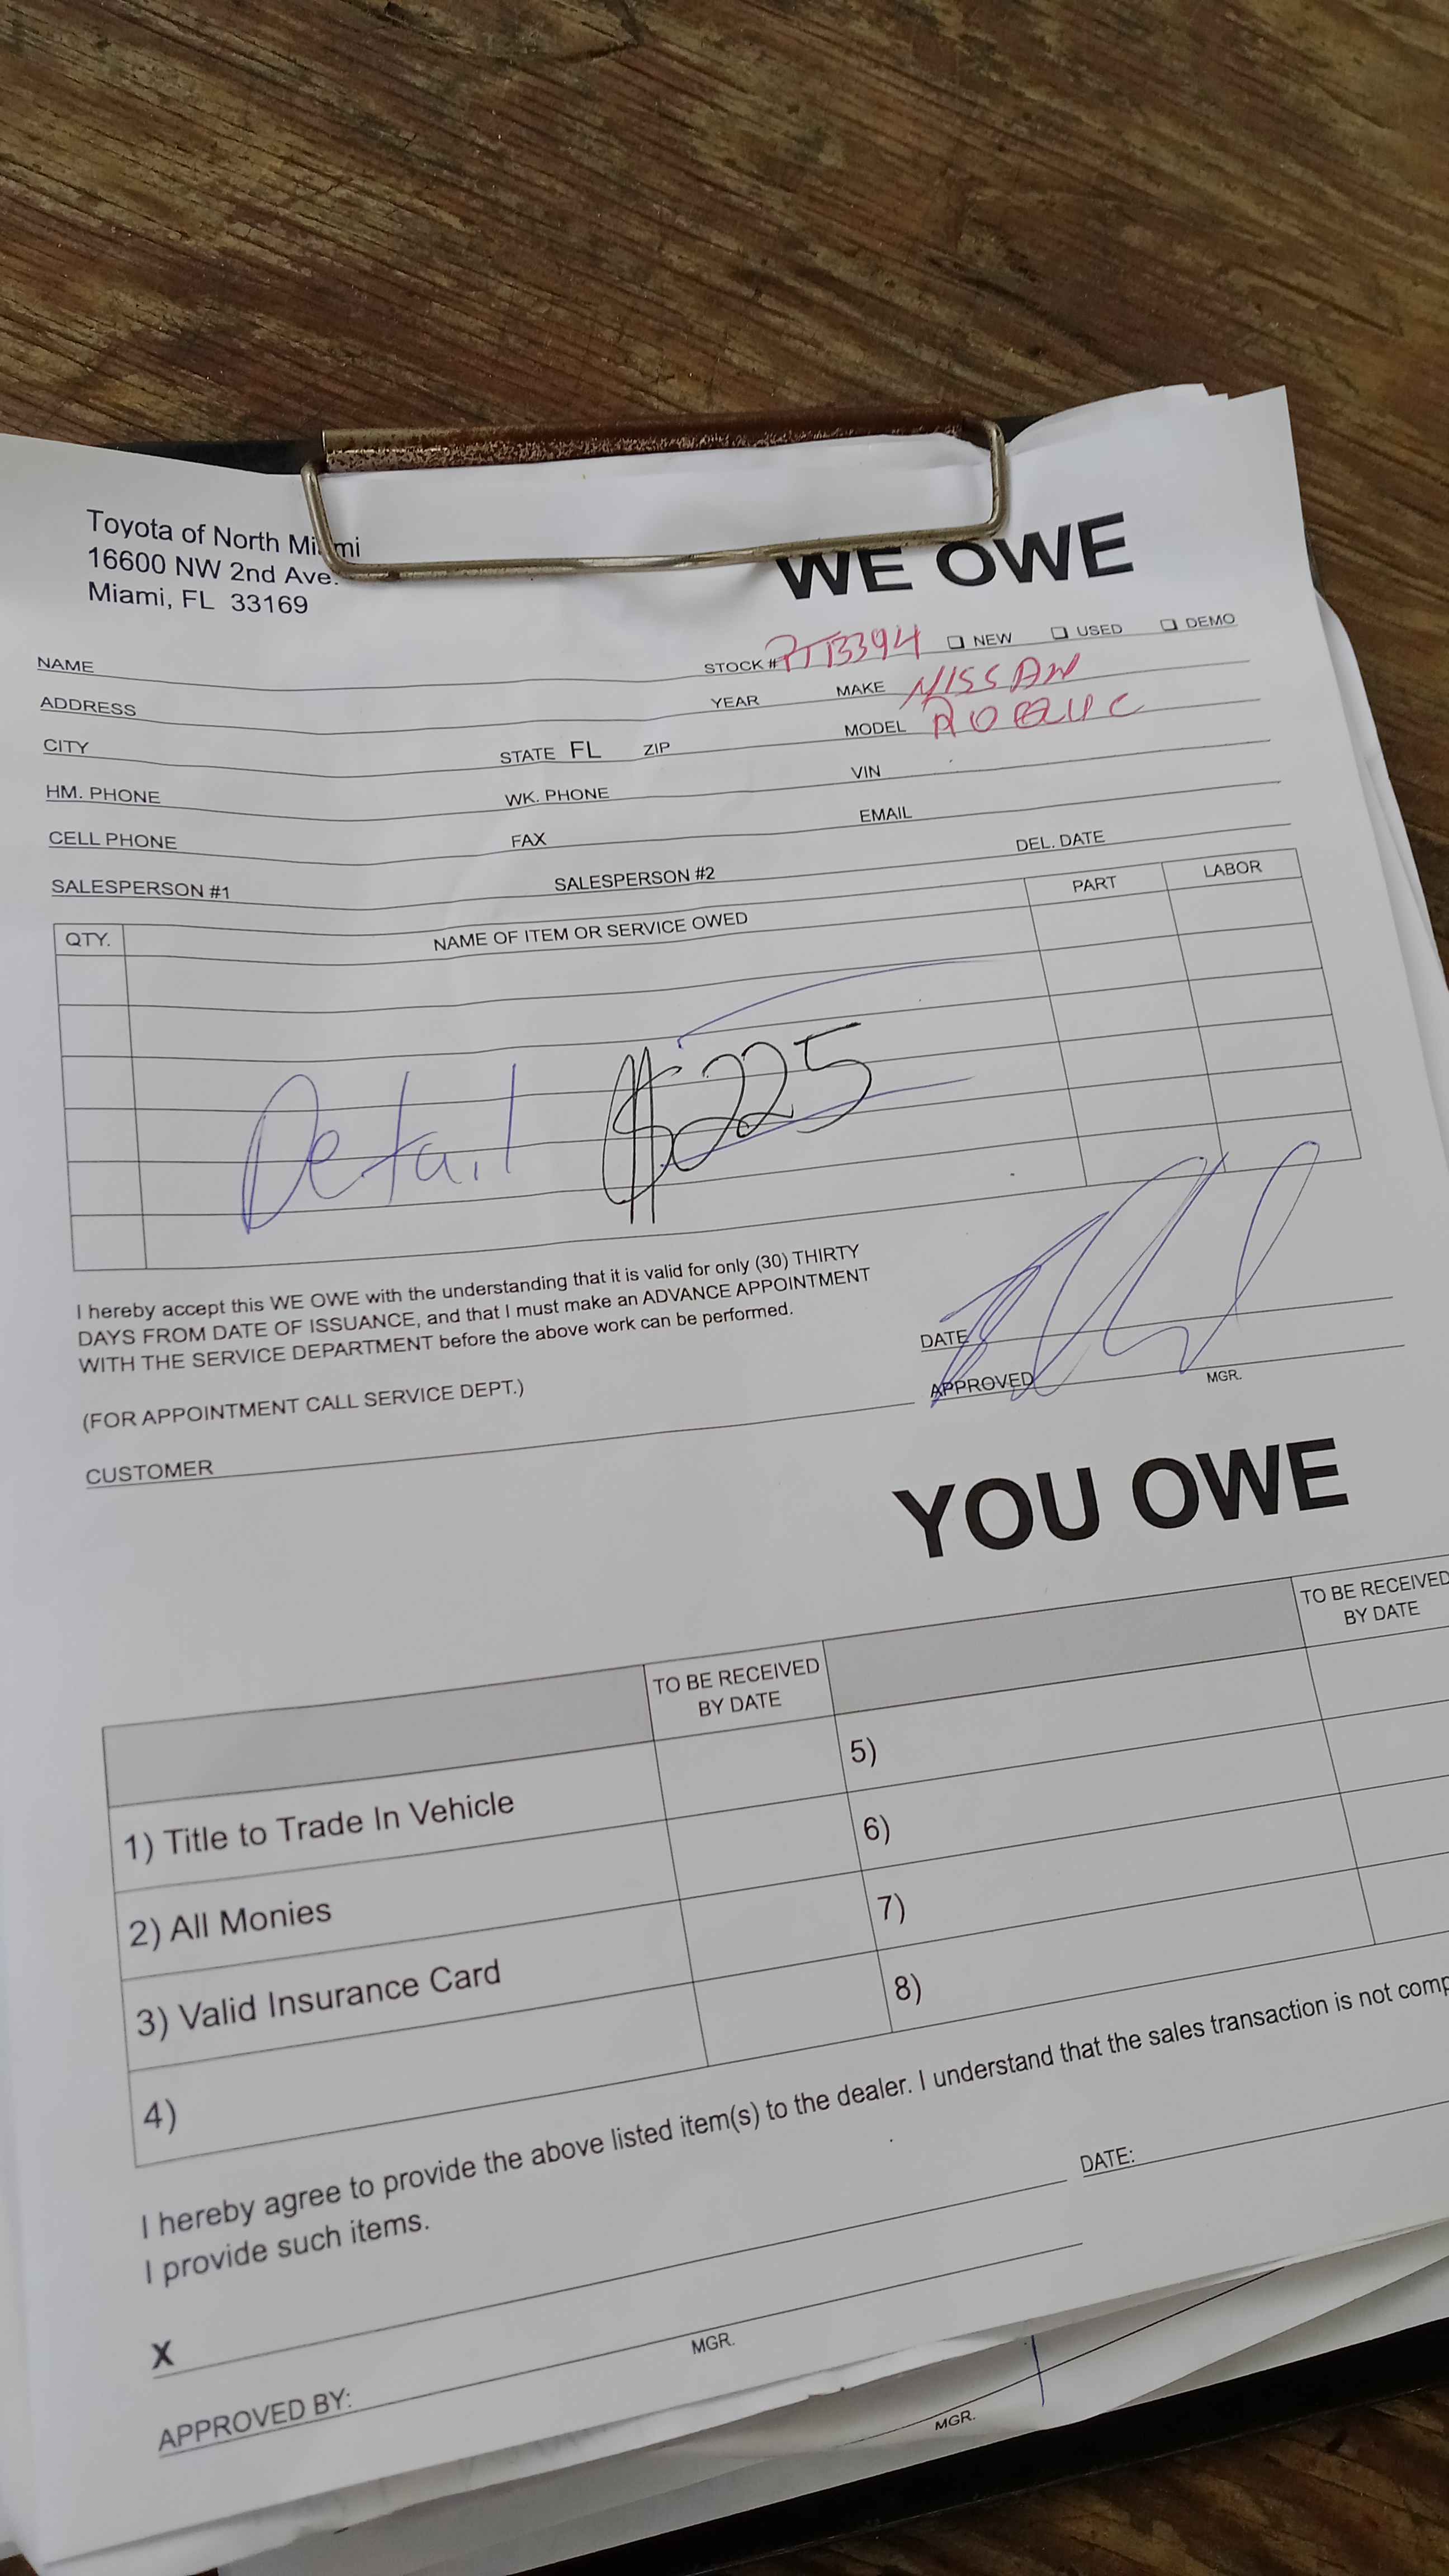 Toyota of North Miami
16600 NW 2nd Ave.
Miami, FL 33169
WE OWE
NAME
STOCK # PT13394 ❑ NEW ❑ USED ❑ DEMO
ADDRESS
YEAR MAKE NISSAN
CITY STATE FL ZIP
MODEL ROGUE
HM. PHONE WK. PHONE
VIN
CELL PHONE FAX
EMAIL
SALESPERSON #1 SALESPERSON #2
DEL. DATE
QTY. NAME OF ITEM OR SERVICE OWED PART LABOR
Detail $225
I hereby accept this WE OWE with the understanding that it is valid for only (30) THIRTY
DAYS FROM DATE OF ISSUANCE, and that I must make an ADVANCE APPOINTMENT
WITH THE SERVICE DEPARTMENT before the above work can be performed.
DATE
(FOR APPOINTMENT CALL SERVICE DEPT.)
APPROVED MGR.
CUSTOMER
YOU OWE
TO BE RECEIVED
BY DATE
TO BE RECEIVED
BY DATE
1) Title to Trade In Vehicle 5)
2) All Monies 6)
3) Valid Insurance Card 7)
4) 8)
I hereby agree to provide the above listed item(s) to the dealer. I understand that the sales transaction is not comp
I provide such items.
X DATE:
APPROVED BY: MGR.
MGR.